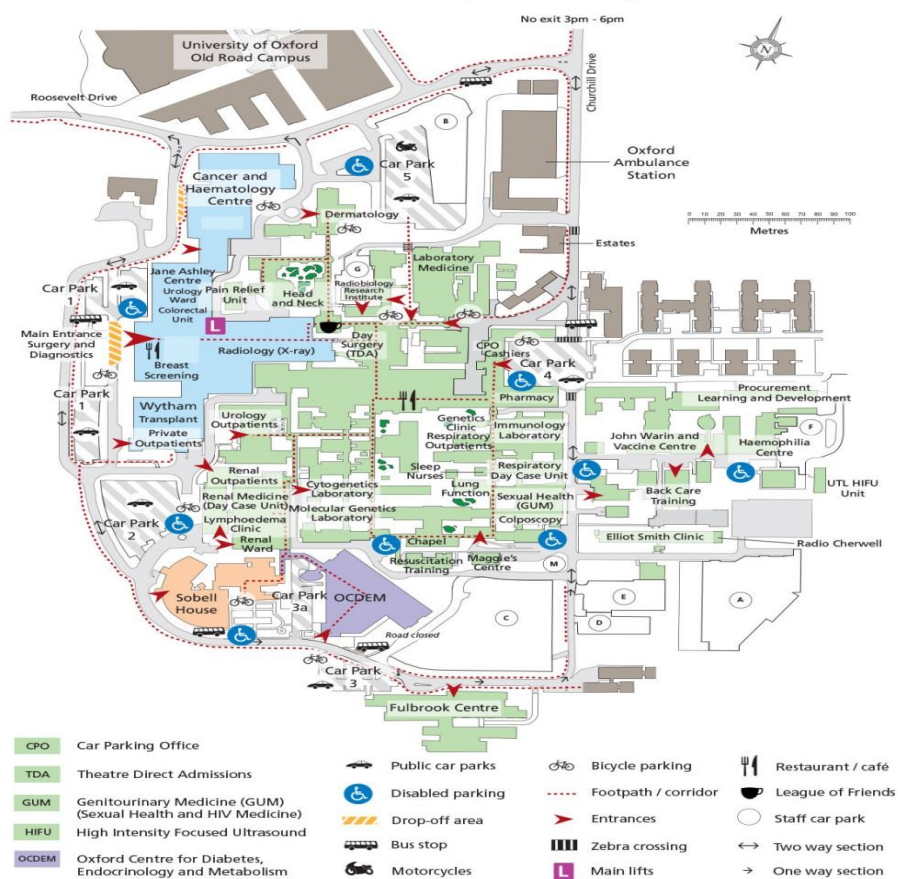 No exit 3pm - 6pm
University of Oxford
Old Road Campus
N
Churchill Drive
Roosevelt Drive
B
Oxford
Ambulance
Station
Car Park
5
Cancer and
Haematology
Centre
Dermatology
0 10 20 30 40 50 60 70 80 90 100
Metres
Estates
Laboratory
Medicine
G
Radiobiology
Research
Institute
Jane Ashley
Centre
Urology
Ward
Colorectal
Unit
Pain Relief
Unit
Head
and Neck
Car Park
1
L
Main Entrance
Surgery and
Diagnostics
Radiology (X-ray)
Day
Surgery
(TDA)
CPO
Cashiers
Car Park
4
Breast
Screening
Car Park
1
Pharmacy
Procurement
Learning and Development
Wytham
Transplant
Private
Outpatients
Urology
Outpatients
Genetics
Clinic
Respiratory
Outpatients
Immunology
Laboratory
John Warin and
Vaccine Centre
Haemophilia
Centre
F
Renal
Outpatients
Renal Medicine
(Day Case Unit)
Lymphoedema
Clinic
Renal
Ward
Cytogenetics
Laboratory
Molecular Genetics
Laboratory
Sleep
Nurses
Lung
Function
Respiratory
Day Case Unit
Sexual Health
(GUM)
Colposcopy
Back Care
Training
UTL HIFU
Unit
Car Park
2
Chapel
Resuscitation
Training
Maggie's
Centre
M
Elliot Smith Clinic
Radio Cherwell
Sobell
House
Car Park
3a
OCDEM
Road closed
C
E
D
A
Car Park
3
Fulbrook Centre
CPO Car Parking Office
TDA Theatre Direct Admissions
GUM Genitourinary Medicine (GUM)
(Sexual Health and HIV Medicine)
HIFU High Intensity Focused Ultrasound
OCDEM Oxford Centre for Diabetes,
Endocrinology and Metabolism
Public car parks
Disabled parking
Drop-off area
Bus stop
Motorcycles
Bicycle parking
Footpath / corridor
Entrances
Zebra crossing
L Main lifts
Restaurant / café
League of Friends
Staff car park
Two way section
One way section